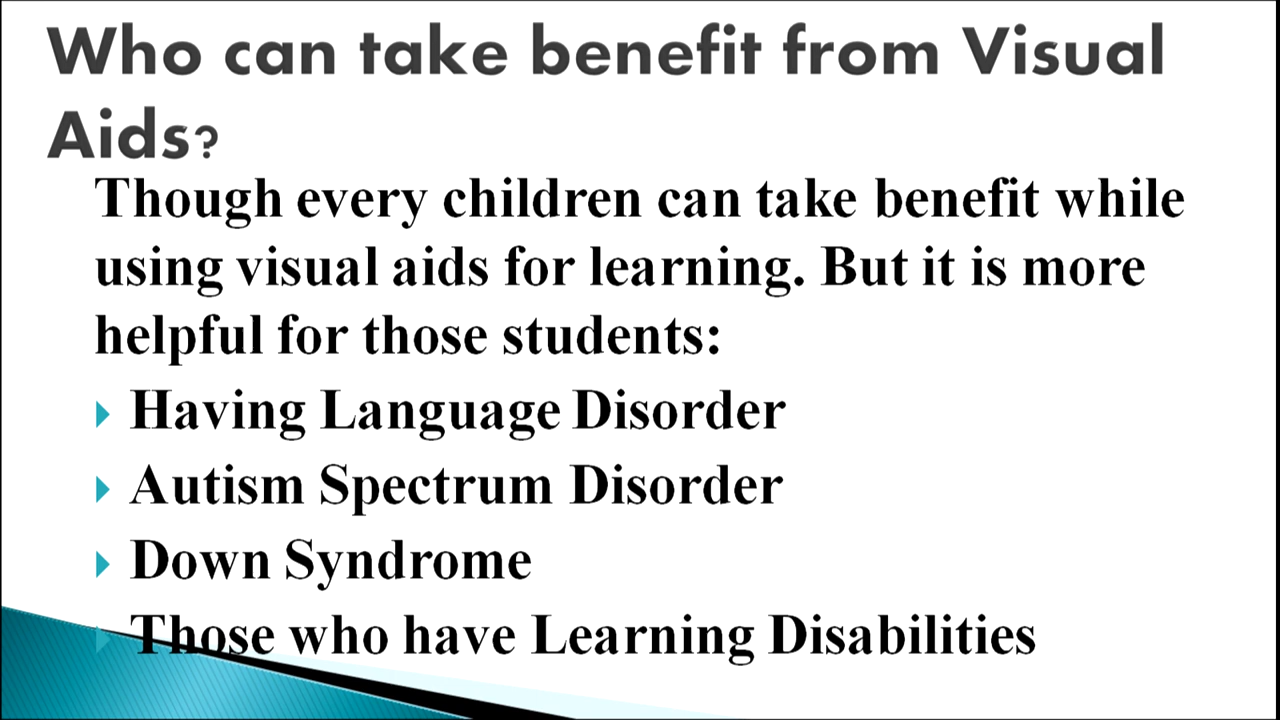 Who can take benefit from Visual
Aids?
Though every children can take benefit while
using visual aids for learning. But it is more
helpful for those students:
Having Language Disorder
Autism Spectrum Disorder
Down Syndrome
Those who have Learning Disabilities